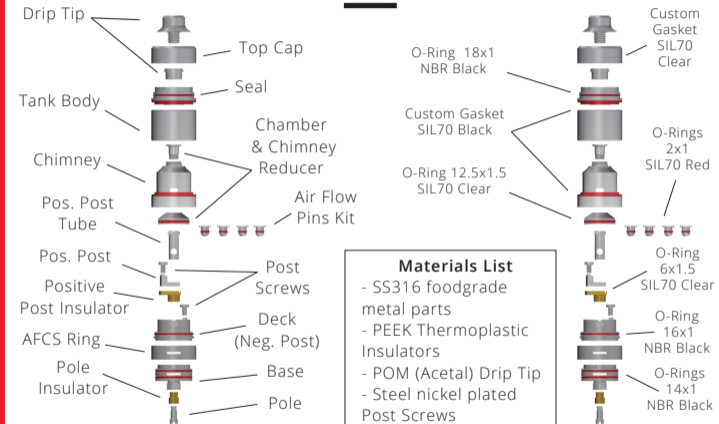 Drip Tip
Top Cap
Seal
Tank Body
Chamber
& Chimney
Reducer
Chimney
Air Flow
Pins Kit
Pos. Post
Tube
Pos. Post
Post
Screws
Positive
Post Insulator
Deck
(Neg. Post)
AFCS Ring
Base
Pole
Insulator
Pole
Custom
Gasket
SIL70
Clear
O-Ring 18x1
NBR Black
Custom Gasket
SIL70 Black
O-Rings
2x1
SIL70 Red
O-Ring 12.5x1.5
SIL70 Clear
O-Ring
6x1.5
SIL70 Clear
O-Ring
16x1
NBR Black
O-Rings
14x1
NBR Black
Materials List
- SS316 foodgrade
metal parts
- PEEK Thermoplastic
Insulators
- POM (Acetal) Drip Tip
- Steel nickel plated
Post Screws